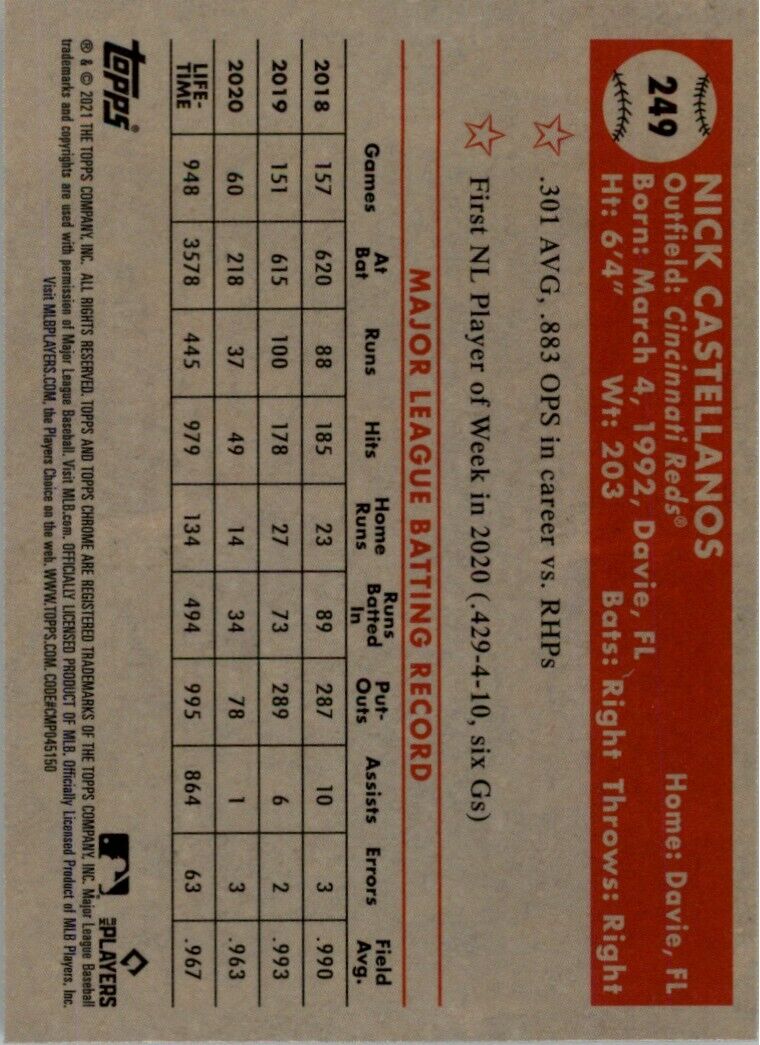 249
NICK CASTELLANOS
Outfield: Cincinnati Reds® Home: Davie, FL
Born: March 4, 1992, Davie, FL
Ht: 6'4" Wt: 203 Bats: Right Throws: Right
.301 AVG, .883 OPS in career vs. RHPs
First NL Player of Week in 2020 (.429-4-10, six Gs)
MAJOR LEAGUE BATTING RECORD
Games At Bat Runs Hits Home Runs Runs Batted In Put-Outs Assists Errors Field Avg.
2018 157 620 88 185 23 89 287 10 3 .990
2019 151 615 100 178 27 73 289 6 2 .993
2020 60 218 37 49 14 34 78 1 3 .963
LIFE-TIME 948 3578 445 979 134 494 995 864 63 .967
topps®
MLB PLAYERS
® & © 2021 THE TOPPS COMPANY, INC. ALL RIGHTS RESERVED. TOPPS AND TOPPS CHROME ARE REGISTERED TRADEMARKS OF THE TOPPS COMPANY, INC. Major League Baseball
trademarks and copyrights are used with permission of Major League Baseball. Visit MLB.com. OFFICIALLY LICENSED PRODUCT OF MLB. Officially Licensed Product of MLB Players, Inc.
Visit MLBPLAYERS.COM, the Players Choice on the web. WWW.TOPPS.COM. CODE#CMP045150